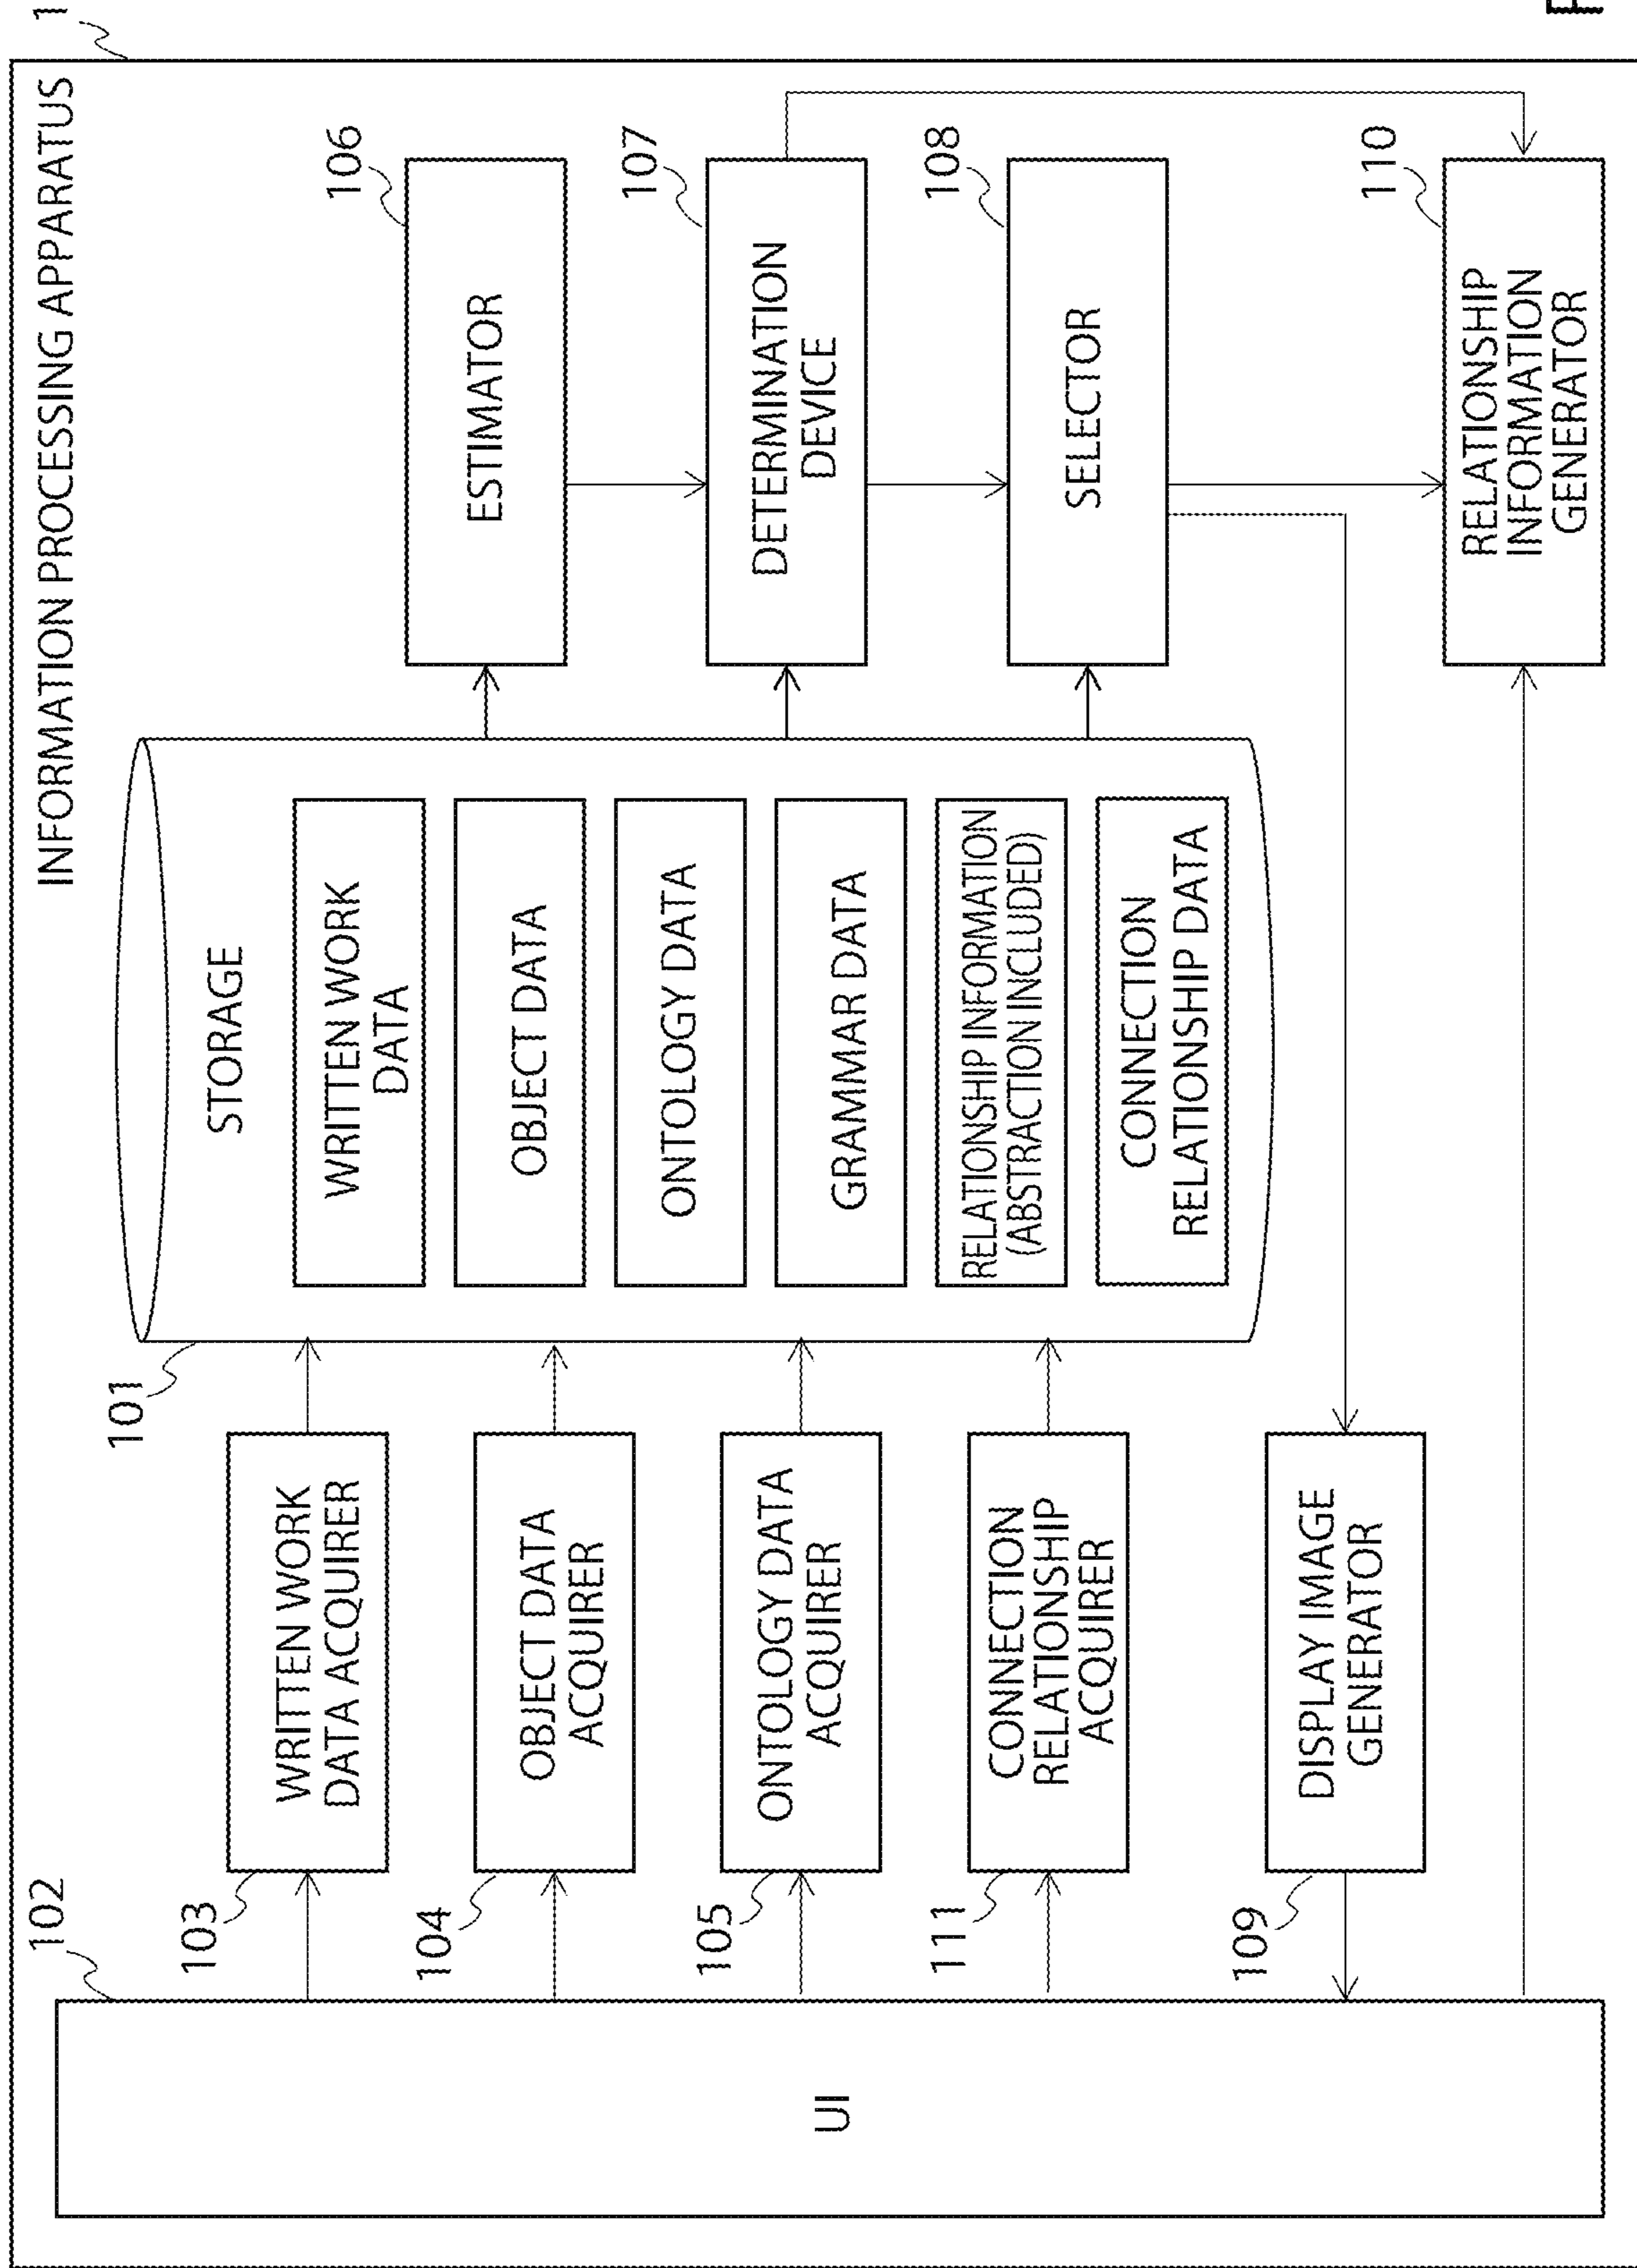 INFORMATION PROCESSING APPARATUS
1
102
UI
103
WRITTEN WORK
DATA ACQUIRER
104
OBJECT DATA
ACQUIRER
105
ONTOLOGY DATA
ACQUIRER
111
CONNECTION
RELATIONSHIP
ACQUIRER
109
DISPLAY IMAGE
GENERATOR
101
STORAGE
WRITTEN WORK
DATA
OBJECT DATA
ONTOLOGY DATA
GRAMMAR DATA
RELATIONSHIP INFORMATION
(ABSTRACTION INCLUDED)
CONNECTION
RELATIONSHIP DATA
106
ESTIMATOR
107
DETERMINATION
DEVICE
108
SELECTOR
110
RELATIONSHIP
INFORMATION
GENERATOR